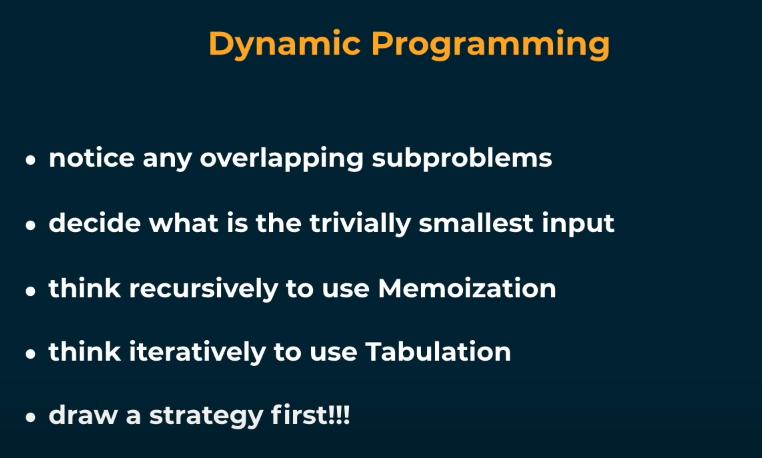 Dynamic Programming
• notice any overlapping subproblems
• decide what is the trivially smallest input
• think recursively to use Memoization
• think iteratively to use Tabulation
• draw a strategy first!!!